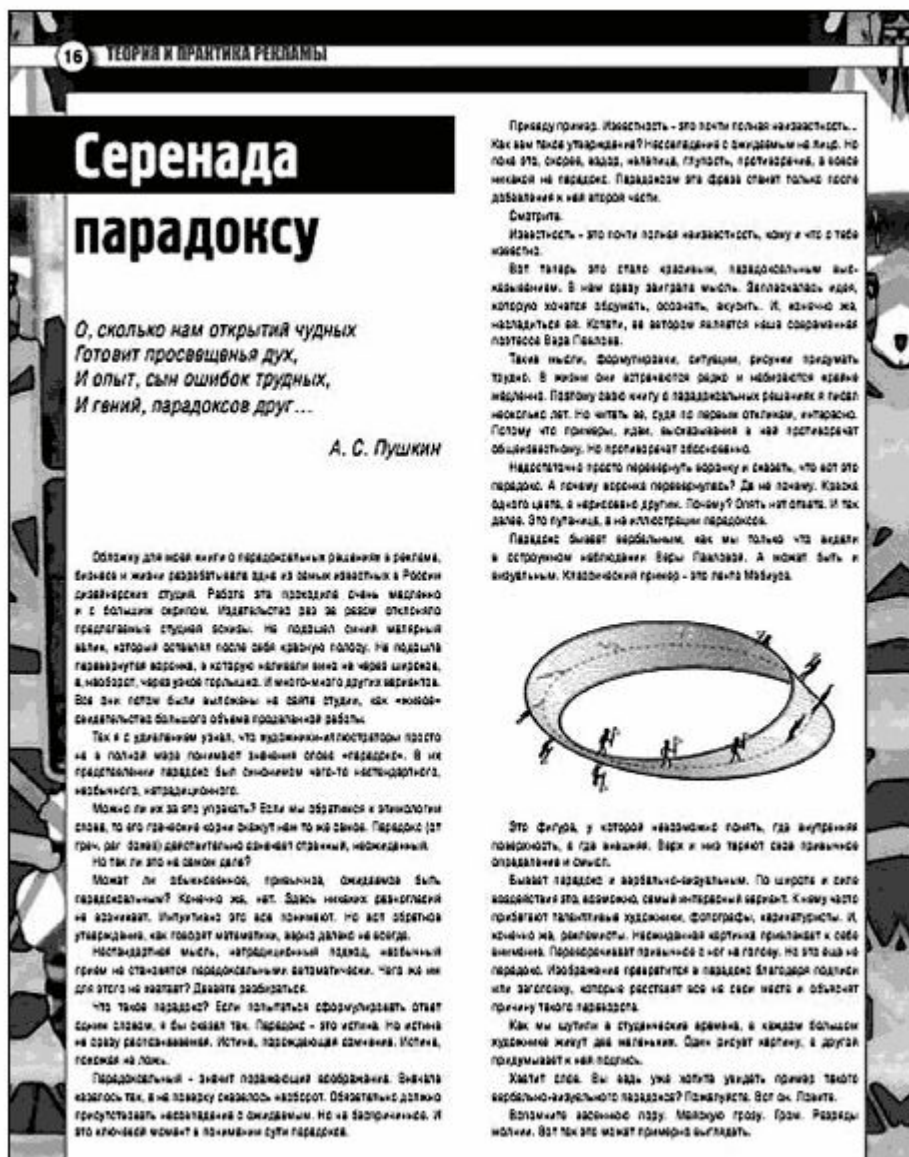 16 ТЕОРИЯ И ПРАКТИКА РЕКЛАМЫ
Серенада
парадоксу
О, сколько нам открытий чудных
Готовит просвещенья дух,
И опыт, сын ошибок трудных,
И гений, парадоксов друг...
А. С. Пушкин
Обложку для моей книги о парадоксальных решениях в рекламе,
бизнесе и жизни разрабатывала одна из самых известных в России
дизайнерских студий. Работа эта проходила очень медленно
и с большим скрипом. Издательство раз за разом отклоняло
предлагаемые студией эскизы. Не подошел синий малярный
валик, который оставлял после себя красную полосу. Не подошла
перевернутая воронка, в которую наливали вино не через широкое,
а, наоборот, через узкое горлышко. И много-много других вариантов.
Все они потом были выложены на сайте студии, как «живое»
свидетельство большого объема проделанной работы.
Так я с удивлением узнал, что художники-иллюстраторы просто
не в полной мере понимают значения слова «парадокс». В их
представлении парадокс был синонимом чего-то нестандартного,
необычного, нетрадиционного.
Можно ли их за это упрекать? Если мы обратимся к этимологии
слова, то его греческие корни скажут нам то же самое. Парадокс (от
греч.) действительно означает странный, неожиданный.
Но так ли это на самом деле?
Может ли обыкновенное, привычное, ожидаемое быть
парадоксальным? Конечно же, нет. Здесь никаких разногласий
не возникает. Интуитивно это все понимают. Но вот обратное
утверждение, как говорят математики, верно далеко не всегда.
Нестандартная мысль, нетрадиционный подход, необычный
прием не становятся парадоксальными автоматически. Чего же им
для этого не хватает? Давайте разбираться.
Что такое парадокс? Если попытаться сформулировать ответ
одним словом, я бы сказал так. Парадокс - это истина. Но истина
не сразу распознаваемая. Истина, порождающая сомнения. Истина,
похожая на ложь.
Парадоксальный - значит поражающий воображение. Вначале
казалось так, а на поверку оказалось наоборот. Обязательно должно
присутствовать несовпадение с ожидаемым. Но не беспричинное. И
это ключевой момент в понимании сути парадокса.
Приведу пример. Известность - это почти полная неизвестность...
Как вам такое утверждение? Несовпадение с ожидаемым на лицо. Но
пока это, скорее, вздор, нелепица, глупость, противоречие, а вовсе
никакой не парадокс. Парадоксом эта фраза станет только после
добавления к ней второй части.
Смотрите.
Известность - это почти полная неизвестность, кому и что о тебе
известно.
Вот теперь это стало красивым, парадоксальным выс-
казыванием. В нем сразу заиграла мысль. Заплескалась идея,
которую хочется обдумать, осознать, вкусить. И, конечно же,
насладиться ей. Кстати, ее автором является наша современная
поэтесса Вера Павлова.
Такие мысли, формулировки, ситуации, рисунки придумать
трудно. В жизни они встречаются редко и набираются крайне
медленно. Поэтому свою книгу о парадоксальных решениях я писал
несколько лет. Но читать ее, судя по первым откликам, интересно.
Потому что примеры, идеи, высказывания в ней противоречат
общеизвестному. Но противоречат обоснованно.
Недостаточно просто перевернуть воронку и сказать, что вот это
парадокс. А почему воронка перевернулась? Да не почему. Краска
одного цвета, а нарисовано другим. Почему? Опять нет ответа. И так
далее. Это путаница, а не иллюстрации парадоксов.
Парадокс бывает вербальным, как мы только что видели
в остроумном наблюдении Веры Павловой. А может быть и
визуальным. Классический пример - это лента Мебиуса.
Это фигура, у которой невозможно понять, где внутренняя
поверхность, а где внешняя. Верх и низ теряют свое привычное
определение и смысл.
Бывает парадокс и вербально-визуальным. По широте и силе
воздействия это, возможно, самый интересный вариант. К нему часто
прибегают талантливые художники, фотографы, карикатуристы. И,
конечно же, рекламисты. Неожиданная картинка привлекает к себе
внимание. Переворачивает привычное с ног на голову. Но это еще не
парадокс. Изображение превратится в парадокс благодаря подписи
или заголовку, которые расставят все на свои места и объяснят
причину такого переворота.
Как мы шутили в студенческие времена, в каждом большом
художнике живут два маленьких. Один рисует картину, а другой
придумывает к ней подпись.
Хватит слов. Вы ведь уже хотите увидеть пример такого
вербально-визуального парадокса? Пожалуйста. Вот он. Ловите.
Вспомните весеннюю пору. Майскую грозу. Гром. Разряды
молнии. Вот так это может примерно выглядеть.